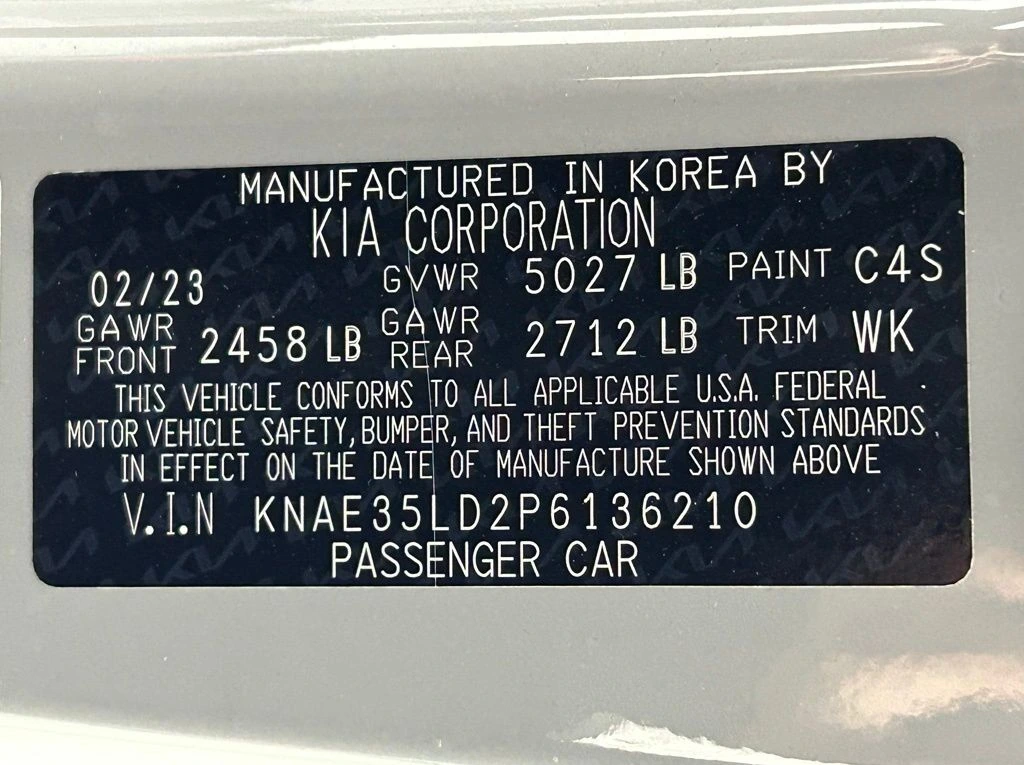 MANUFACTURED IN KOREA BY
KIA CORPORATION
02/23 GVWR 5027 LB PAINT C4S
GAWR FRONT 2458 LB GAWR REAR 2712 LB TRIM WK
THIS VEHICLE CONFORMS TO ALL APPLICABLE U.S.A. FEDERAL
MOTOR VEHICLE SAFETY, BUMPER, AND THEFT PREVENTION STANDARDS
IN EFFECT ON THE DATE OF MANUFACTURE SHOWN ABOVE
V.I.N KNAE35LD2P6136210
PASSENGER CAR